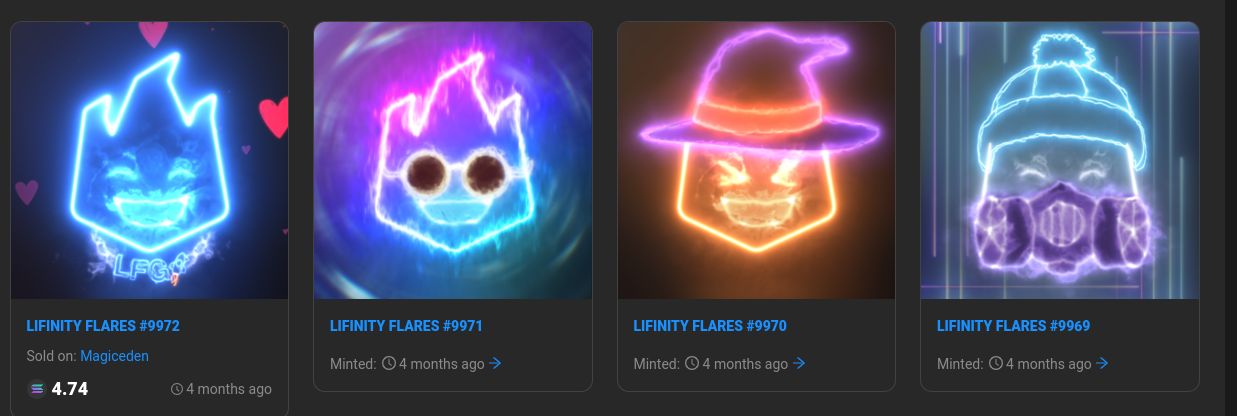 LFG
LIFINITY FLARES #9972
Sold on: Magiceden
4.74
4 months ago
LIFINITY FLARES #9971
Minted: 4 months ago
LIFINITY FLARES #9970
Minted: 4 months ago
LIFINITY FLARES #9969
Minted: 4 months ago